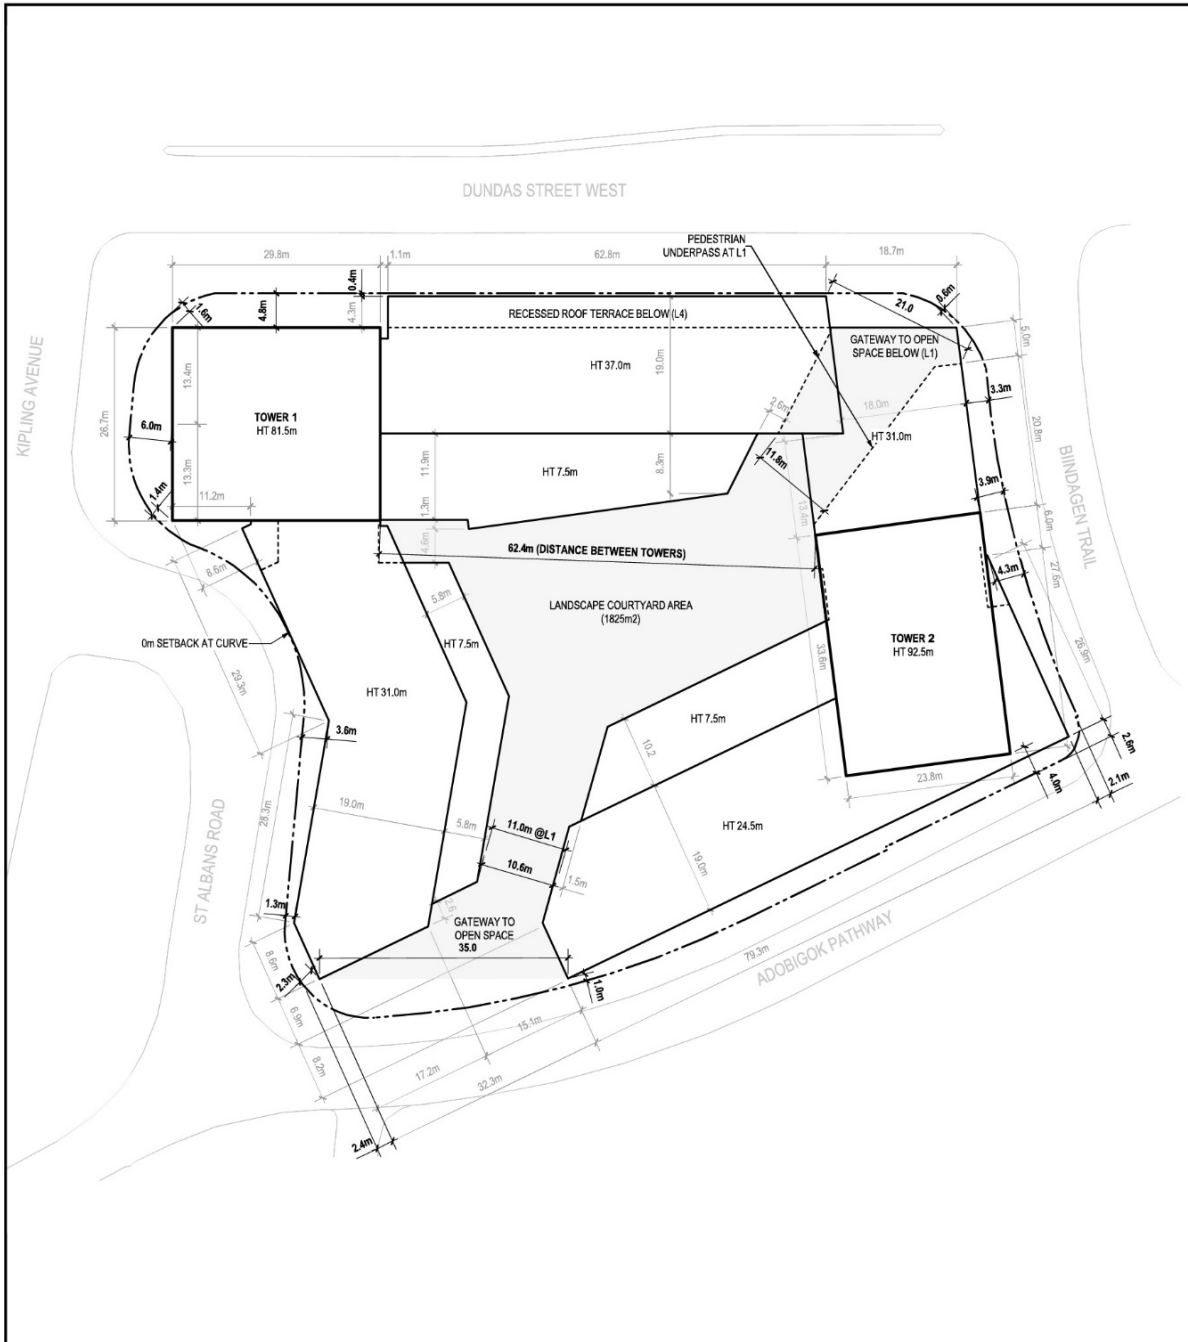 DUNDAS STREET WEST
PEDESTRIAN
UNDERPASS AT L1
29.8m
1.1m
62.8m
18.7m
0.4m
0.6m
1.6m
4.8m
4.3m
21.0
RECESSED ROOF TERRACE BELOW (L4)
GATEWAY TO OPEN
SPACE BELOW (L1)
5.0m
KIPLING AVENUE
26.7m
13.4m
HT 37.0m
19.0m
3.3m
TOWER 1
HT 81.5m
2.6m
18.0m
20.8m
6.0m
HT 31.0m
BIINDAGEN TRAIL
13.3m
11.9m
HT 7.5m
8.3m
11.8m
1.4m
11.2m
3.9m
1.3m
13.4m
6.0m
4.6m
62.4m (DISTANCE BETWEEN TOWERS)
8.6m
4.3m
27.6m
5.8m
LANDSCAPE COURTYARD AREA
(1825m2)
0m SETBACK AT CURVE
HT 7.5m
TOWER 2
HT 92.5m
33.6m
26.9m
29.3m
HT 31.0m
HT 7.5m
3.6m
10.2
2.6m
23.8m
4.0m
2.1m
ST ALBANS ROAD
28.3m
19.0m
5.8m
11.0m @L1
HT 24.5m
10.6m
19.0m
1.5m
1.3m
2.6
GATEWAY TO
OPEN SPACE
35.0
79.3m
ADOBIGOK PATHWAY
8.6m
2.3m
1.0m
6.9m
15.1m
8.2m
17.2m
32.3m
2.4m